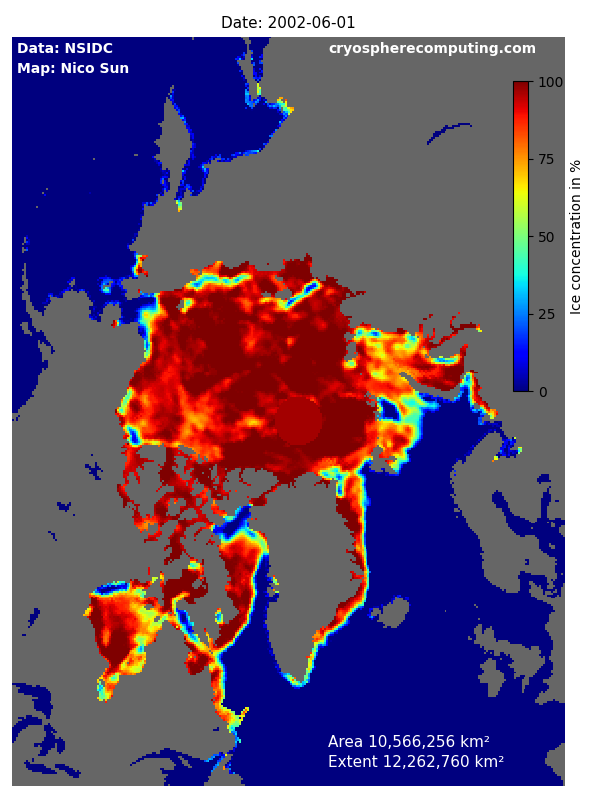 Date: 2002-06-01
Data: NSIDC
Map: Nico Sun
cryospherecomputing.com
100
75
50
25
0
Ice concentration in %
Area 10,566,256 km²
Extent 12,262,760 km²